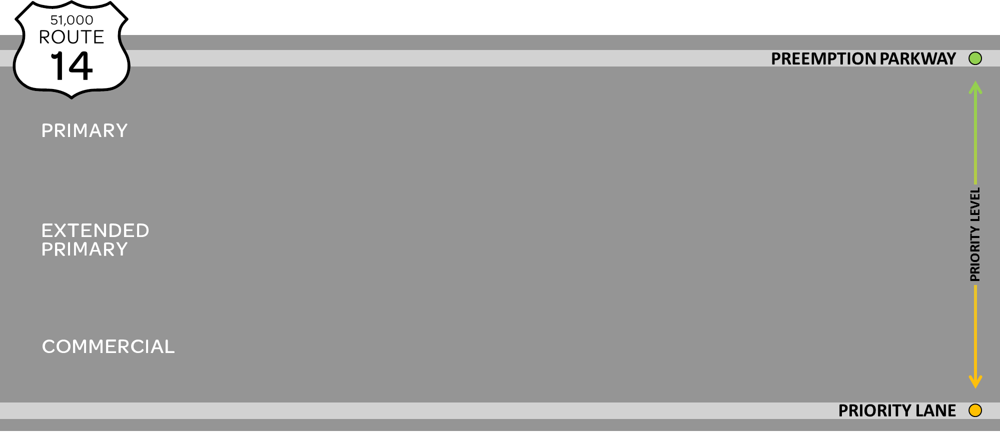 51,000
ROUTE
14
PREEMPTION PARKWAY
PRIMARY
EXTENDED
PRIMARY
PRIORITY LEVEL
COMMERCIAL
PRIORITY LANE